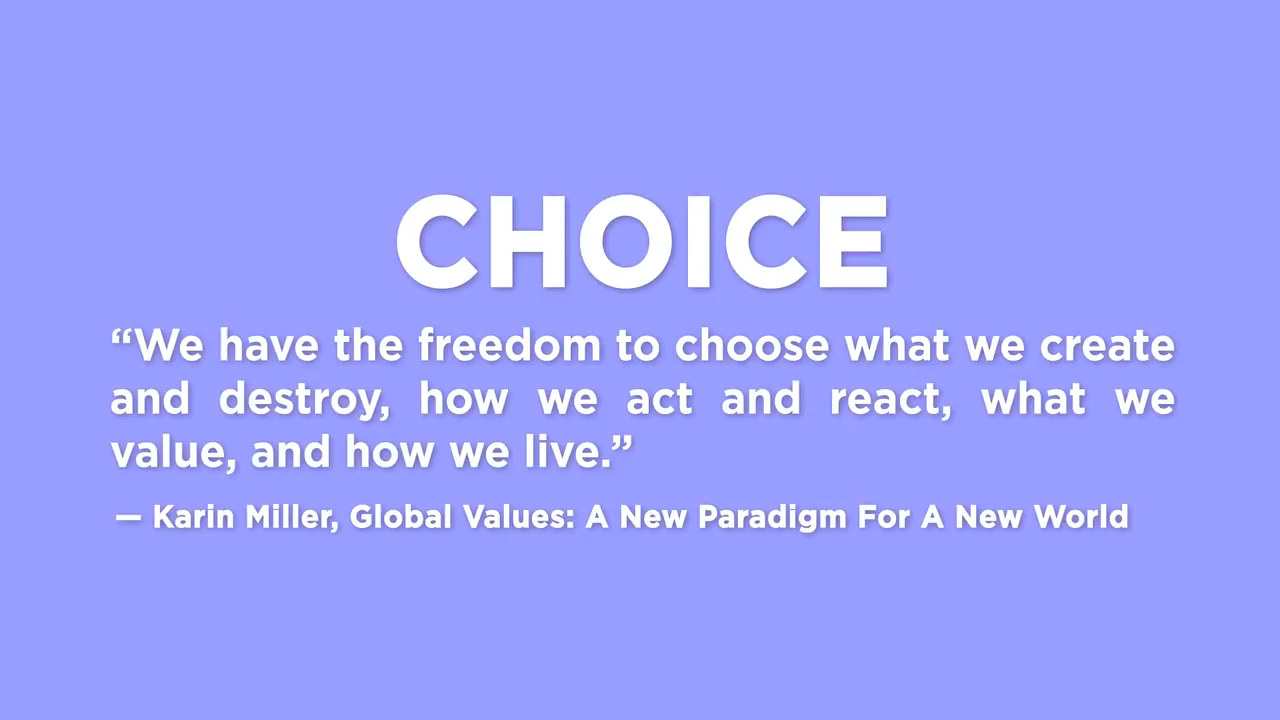 CHOICE
“We have the freedom to choose what we create
and destroy, how we act and react, what we
value, and how we live.”
— Karin Miller, Global Values: A New Paradigm For A New World